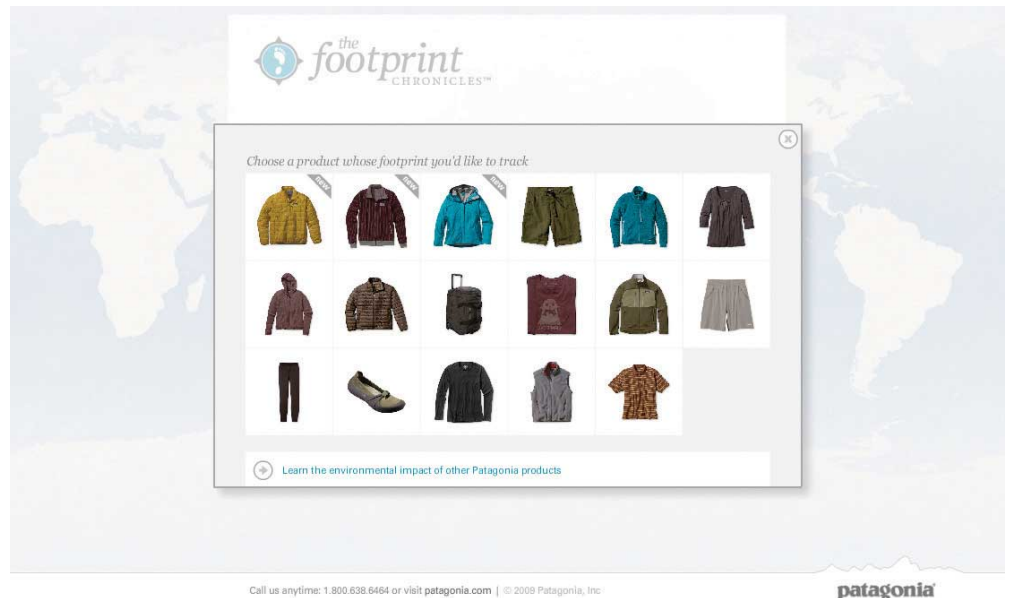 the
footprint
CHRONICLES™
Choose a product whose footprint you'd like to track
NEW NEW NEW
Learn the environmental impact of other Patagonia products
Call us anytime: 1.800.638.6464 or visit patagonia.com | © 2009 Patagonia, Inc
patagonia®